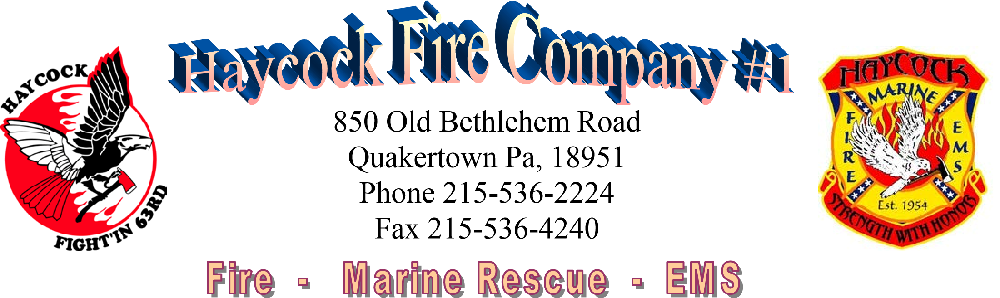 Haycock Fire Company #1
HAYCOCK
FIGHT'IN 63RD
850 Old Bethlehem Road
Quakertown Pa, 18951
Phone 215-536-2224
Fax 215-536-4240
HAYCOCK
MARINE
FIRE
EMS
Est. 1954
STRENGTH WITH HONOR
Fire - Marine Rescue - EMS